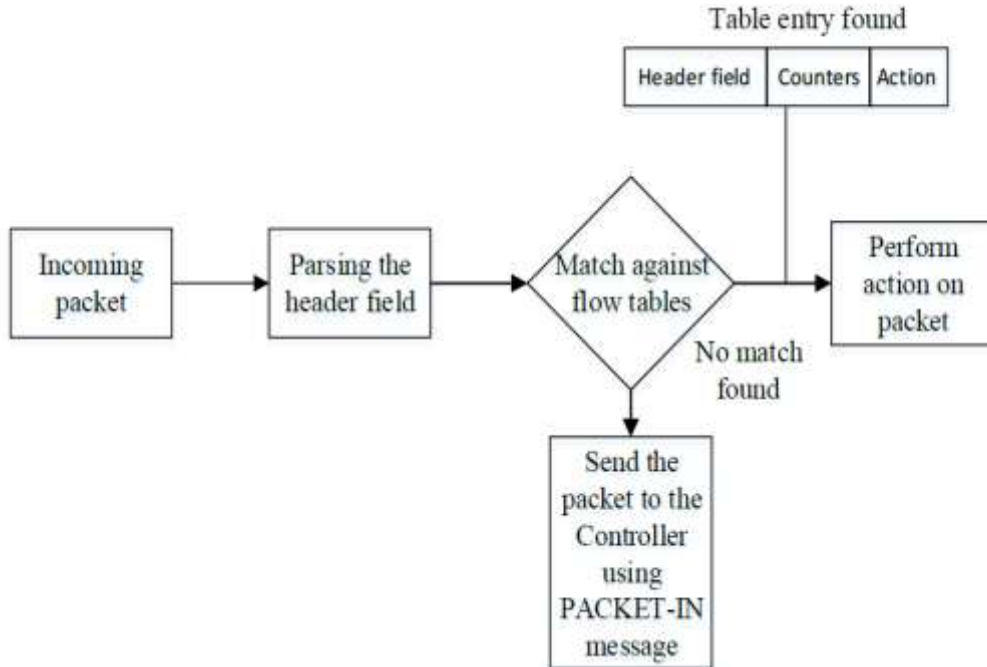 Table entry found
Header field Counters Action
Incoming
packet
Parsing the
header field
Match against
flow tables
Perform
action on
packet
No match
found
Send the
packet to the
Controller
using
PACKET-IN
message